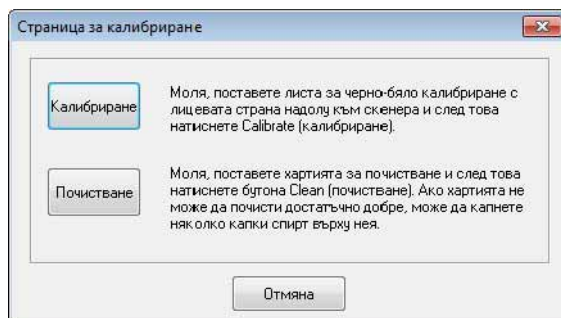 Страница за калибриране
Калибриране
Моля, поставете листа за черно-бяло калибриране с
лицевата страна надолу към скенера и след това
натиснете Calibrate (калибриране).
Почистване
Моля, поставете хартията за почистване и след това
натиснете бутона Clean (почистване). Ако хартията не
може да почисти достатъчно добре, може да капнете
няколко капки спирт върху нея.
Отмяна